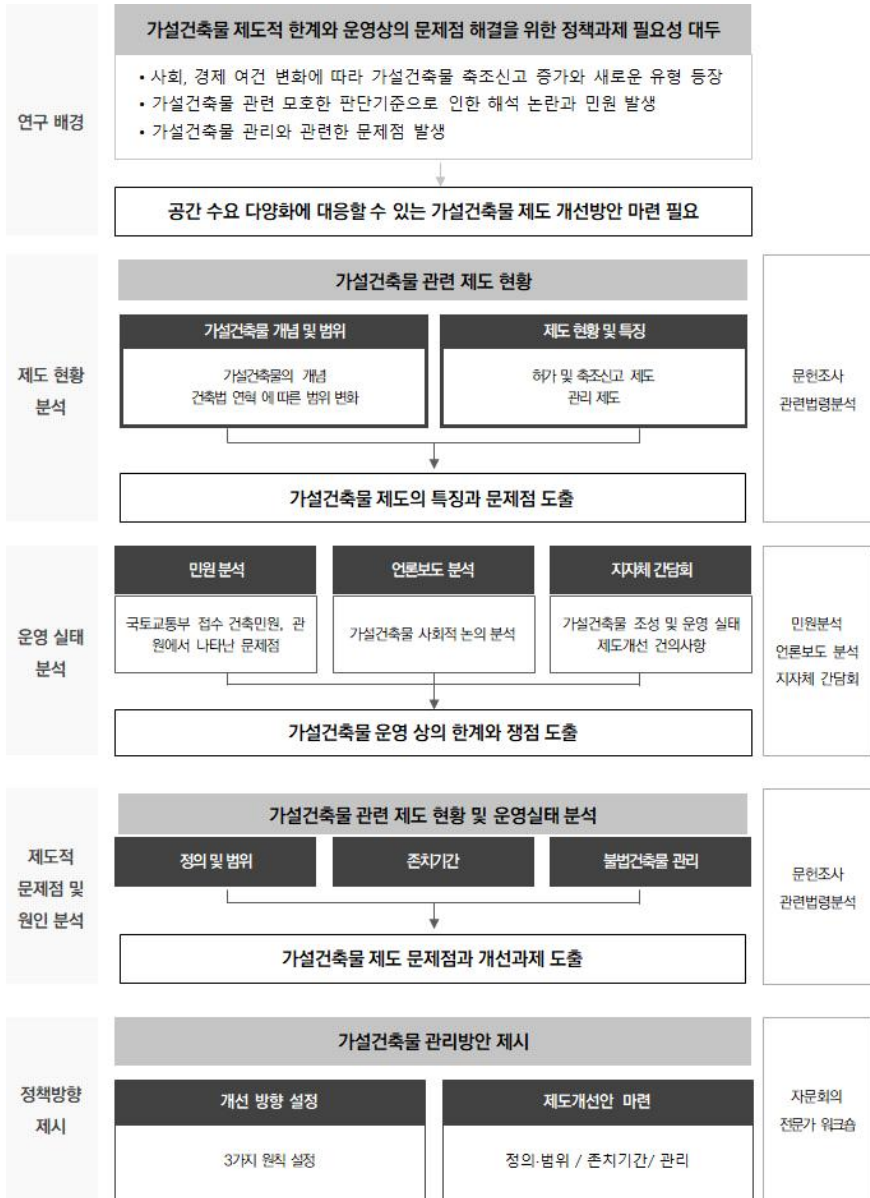 가설건축물 제도적 한계와 운영상의 문제점 해결을 위한 정책과제 필요성 대두
연구 배경
• 사회, 경제 여건 변화에 따라 가설건축물 축조신고 증가와 새로운 유형 등장
• 가설건축물 관련 모호한 판단기준으로 인한 해석 논란과 민원 발생
• 가설건축물 관리와 관련한 문제점 발생
공간 수요 다양화에 대응할 수 있는 가설건축물 제도 개선방안 마련 필요
제도 현황
분석
가설건축물 관련 제도 현황
가설건축물 개념 및 범위
가설건축물의 개념
건축법 연혁 에 따른 범위 변화
제도 현황 및 특징
허가 및 축조신고 제도
관리 제도
가설건축물 제도의 특징과 문제점 도출
문헌조사
관련법령분석
운영 실태
분석
민원 분석
국토교통부 접수 건축민원, 관
원에서 나타난 문제점
언론보도 분석
가설건축물 사회적 논의 분석
지자체 간담회
가설건축물 조성 및 운영 실태
제도개선 건의사항
가설건축물 운영 상의 한계와 쟁점 도출
민원분석
언론보도 분석
지자체 간담회
제도적
문제점 및
원인 분석
가설건축물 관련 제도 현황 및 운영실태 분석
정의 및 범위
존치기간
불법건축물 관리
가설건축물 제도 문제점과 개선과제 도출
문헌조사
관련법령분석
정책방향
제시
가설건축물 관리방안 제시
개선 방향 설정
3가지 원칙 설정
제도개선안 마련
정의·범위 / 존치기간/ 관리
자문회의
전문가 워크숍